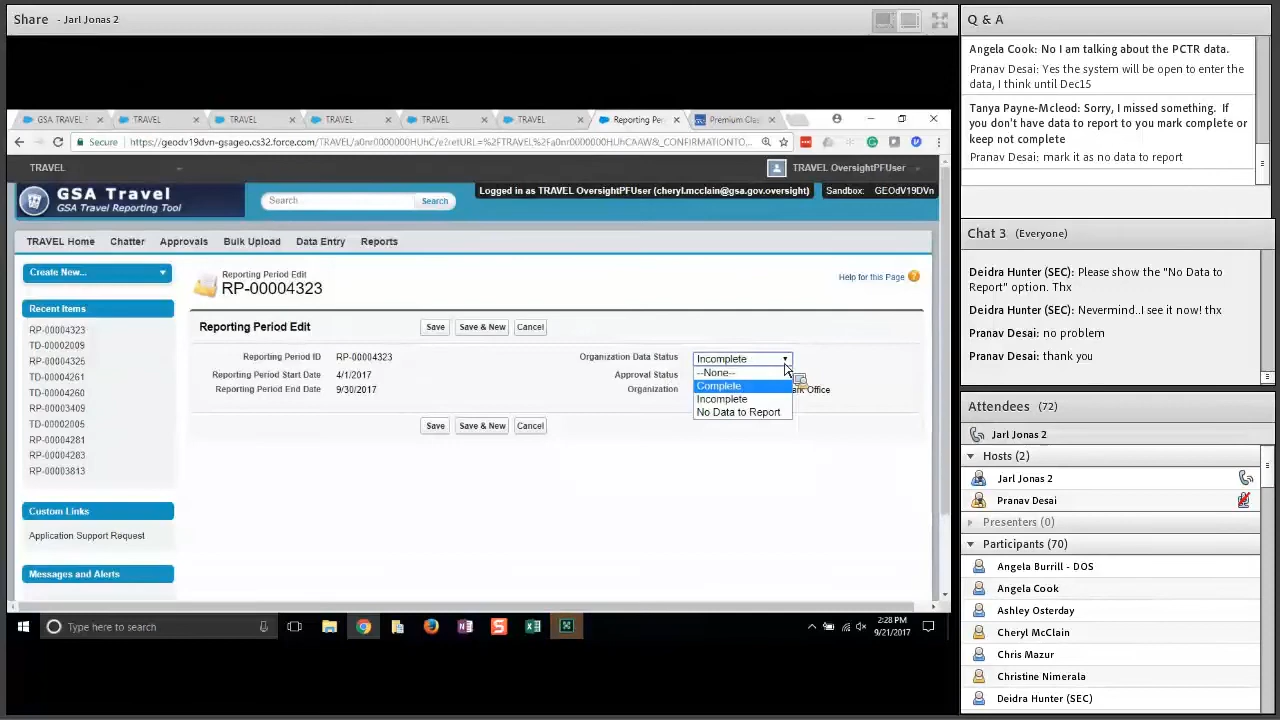 Share - Jarl Jonas 2
GSA TRAVEL F
TRAVEL
TRAVEL
TRAVEL
TRAVEL
TRAVEL
Reporting Per
Premium Clas
Secure
https://geodv19dvn-gsageo.cs32.force.com/TRAVEL/a0nr0000000HUhC/e?retURL=%2FTRAVEL%2Fa0nr0000000HUhCAAW&_CONFIRMATIONTO...
TRAVEL
TRAVEL OversightPFUser
GSA Travel
GSA Travel Reporting Tool
Search
Search
Logged in as TRAVEL OversightPFUser (cheryl.mcclain@gsa.gov.oversight)
Sandbox: GEOdV19DVn
TRAVEL Home
Chatter
Approvals
Bulk Upload
Data Entry
Reports
Create New...
Recent Items
RP-00004323
TD-00002009
RP-00004325
TD-00004261
TD-00004260
RP-00003409
TD-00002005
RP-00004281
RP-00004283
RP-00003813
Custom Links
Application Support Request
Messages and Alerts
Reporting Period Edit
RP-00004323
Help for this Page
Reporting Period Edit
Save
Save & New
Cancel
Reporting Period ID RP-00004323
Reporting Period Start Date 4/1/2017
Reporting Period End Date 9/30/2017
Organization Data Status Incomplete
--None--
Complete
Incomplete
No Data to Report
Approval Status
Organization
Office
Save
Save & New
Cancel
Type here to search
2:28 PM
9/21/2017
Q & A
Angela Cook: No I am talking about the PCTR data.
Pranav Desai: Yes the system will be open to enter the
data, I think until Dec15
Tanya Payne-Mcleod: Sorry, I missed something. If
you don't have data to report to you mark complete or
keep not complete
Pranav Desai: mark it as no data to report
Chat 3 (Everyone)
Deidra Hunter (SEC): Please show the "No Data to
Report" option. Thx
Deidra Hunter (SEC): Nevermind..I see it now! thx
Pranav Desai: no problem
Pranav Desai: thank you
Attendees (72)
Jarl Jonas 2
Hosts (2)
Jarl Jonas 2
Pranav Desai
Presenters (0)
Participants (70)
Angela Burrill - DOS
Angela Cook
Ashley Osterday
Cheryl McClain
Chris Mazur
Christine Nimerala
Deidra Hunter (SEC)